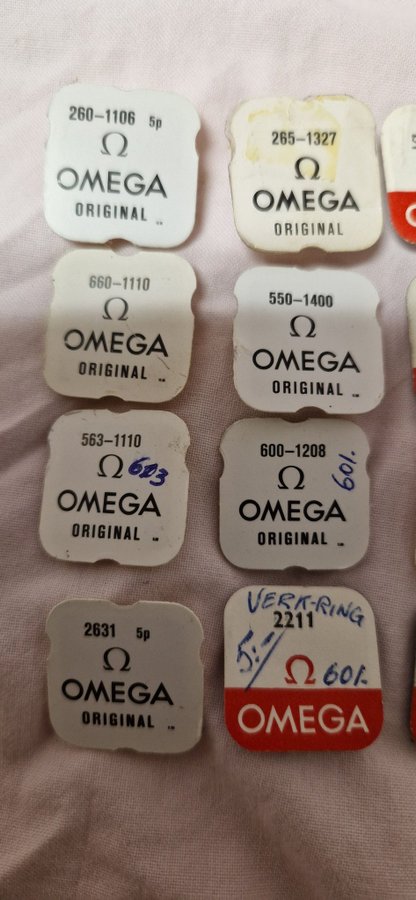 260–1106 5p
Ω
OMEGA
ORIGINAL
265–1327
Ω
OMEGA
ORIGINAL
660–1110
Ω
OMEGA
ORIGINAL
550–1400
Ω
OMEGA
ORIGINAL
563–1110
Ω 603
OMEGA
ORIGINAL
600–1208
Ω 601.
OMEGA
ORIGINAL
2631 5p
Ω
OMEGA
ORIGINAL
VERK-RING
2211
5:-
Ω 601.
OMEGA